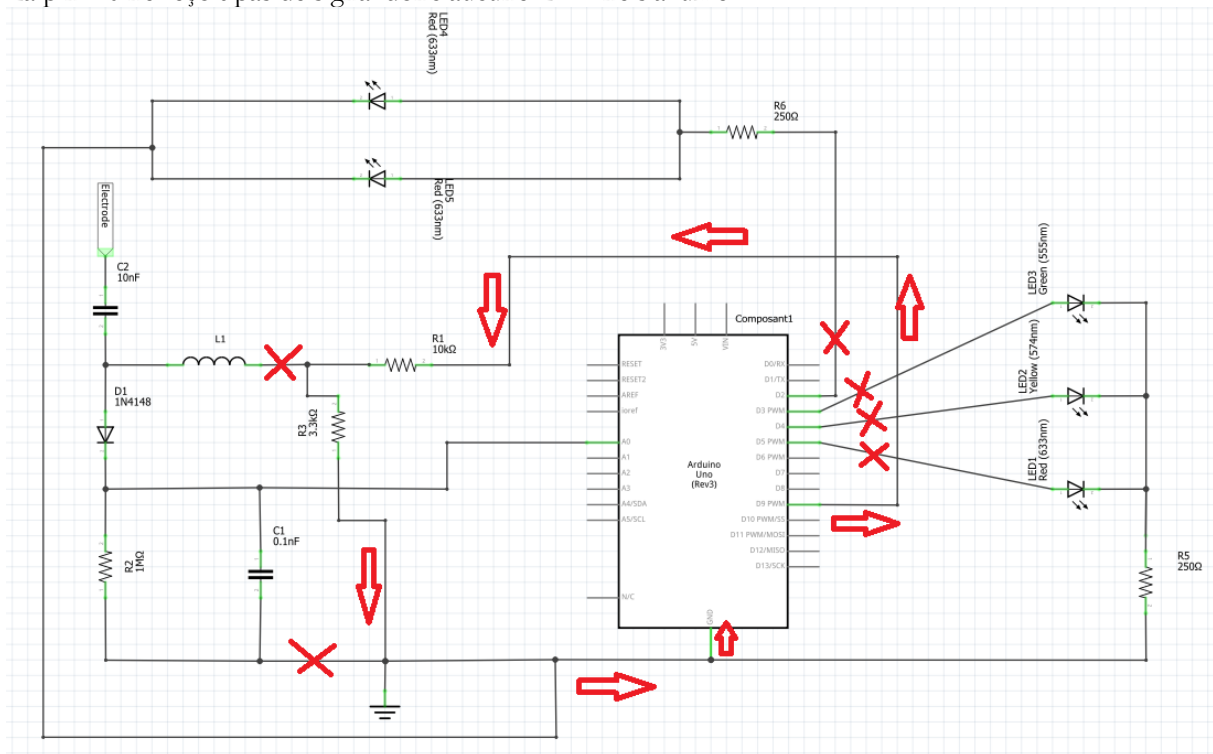 LED4
Red (633nm)
R6
250Ω
LED5
Red (633nm)
Electrode
C2
10nF
L1
R1
10kΩ
D1
1N4148
R3
3.3kΩ
Composant1
3V3
5V
VIN
RESET
RESET2
AREF
ioref
A0
A1
A2
A3
A4/SDA
A5/SCL
N/C
GND
Arduino
Uno
(Rev3)
D0/RX
D1/TX
D2
D3 PWM
D4
D5 PWM
D6 PWM
D7
D8
D9 PWM
D10 PWM/SS
D11 PWM/MOSI
D12/MISO
D13/SCK
LED3
Green (555nm)
LED2
Yellow (574nm)
LED1
Red (633nm)
R2
1MΩ
C1
0.1nF
R5
250Ω